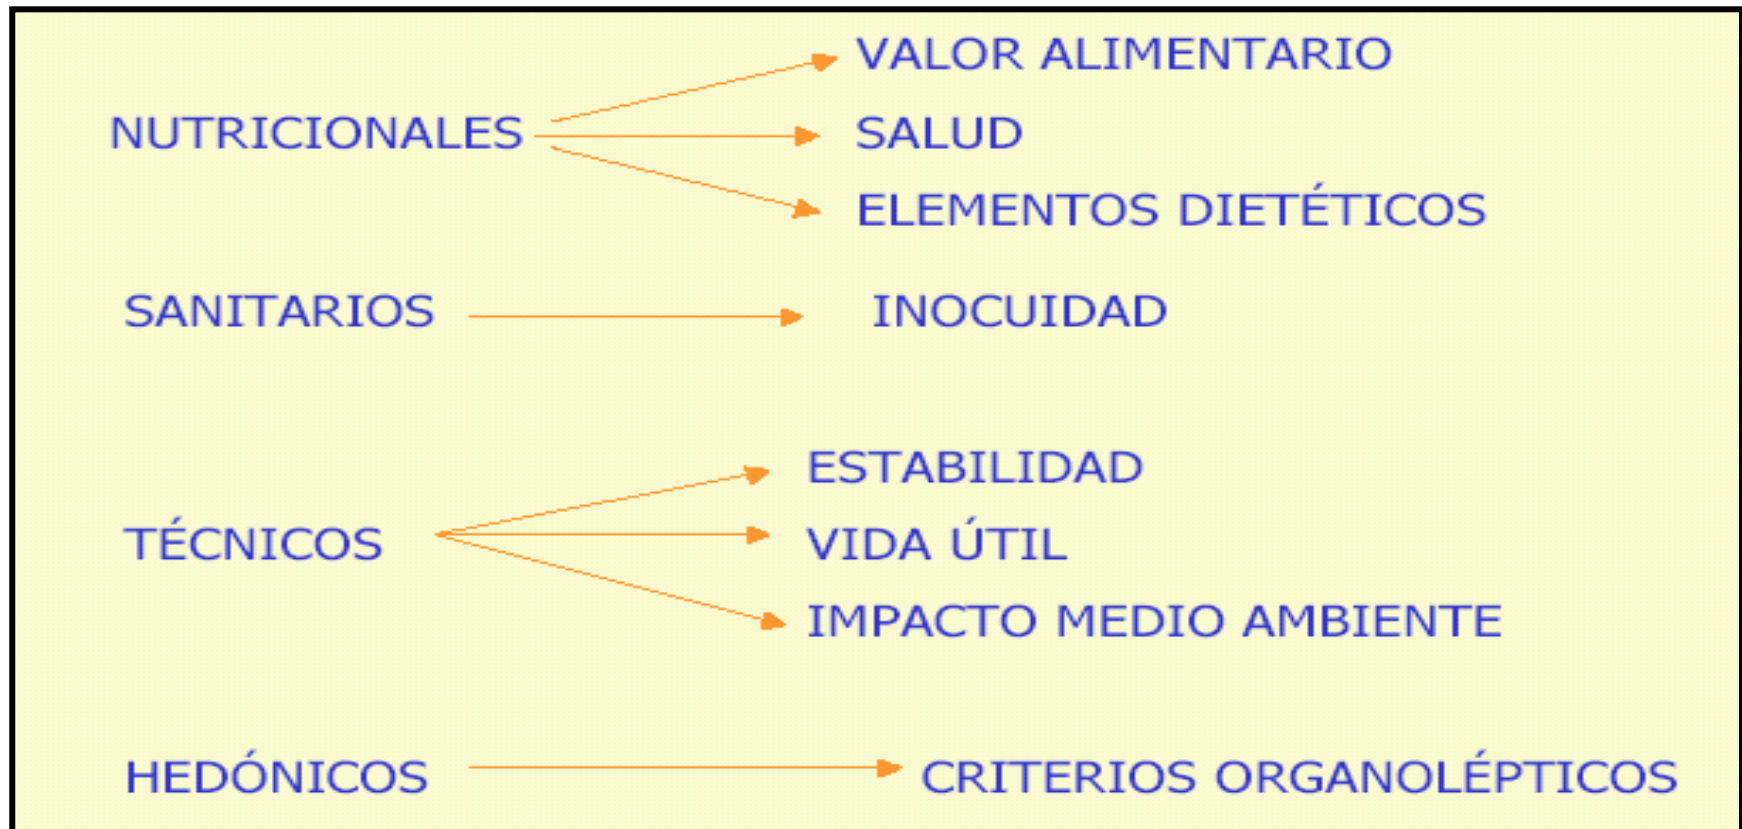 VALOR ALIMENTARIO
NUTRICIONALES
SALUD
ELEMENTOS DIETÉTICOS
SANITARIOS
INOCUIDAD
ESTABILIDAD
TÉCNICOS
VIDA ÚTIL
IMPACTO MEDIO AMBIENTE
HEDÓNICOS
CRITERIOS ORGANOLÉPTICOS